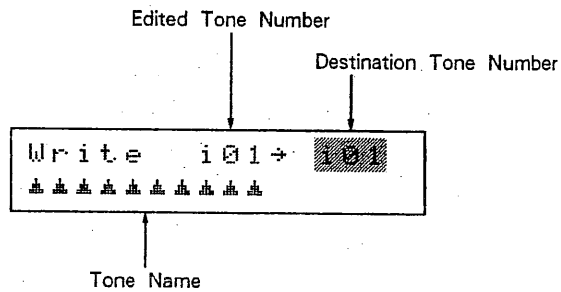 Edited Tone Number
Destination Tone Number
Write i01→ i01
Tone Name